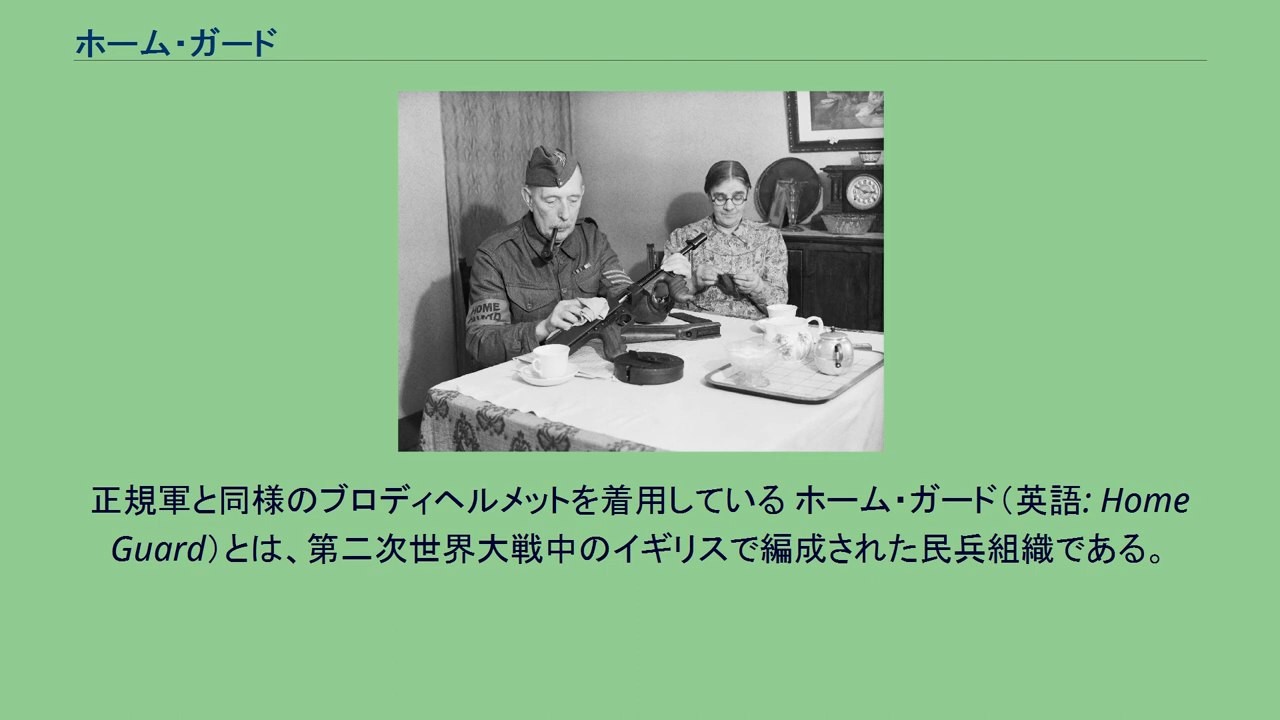 ホーム・ガード
HOME
正規軍と同様のブロディヘルメットを着用している ホーム・ガード（英語: Home
Guard）とは、第二次世界大戦中のイギリスで編成された民兵組織である。